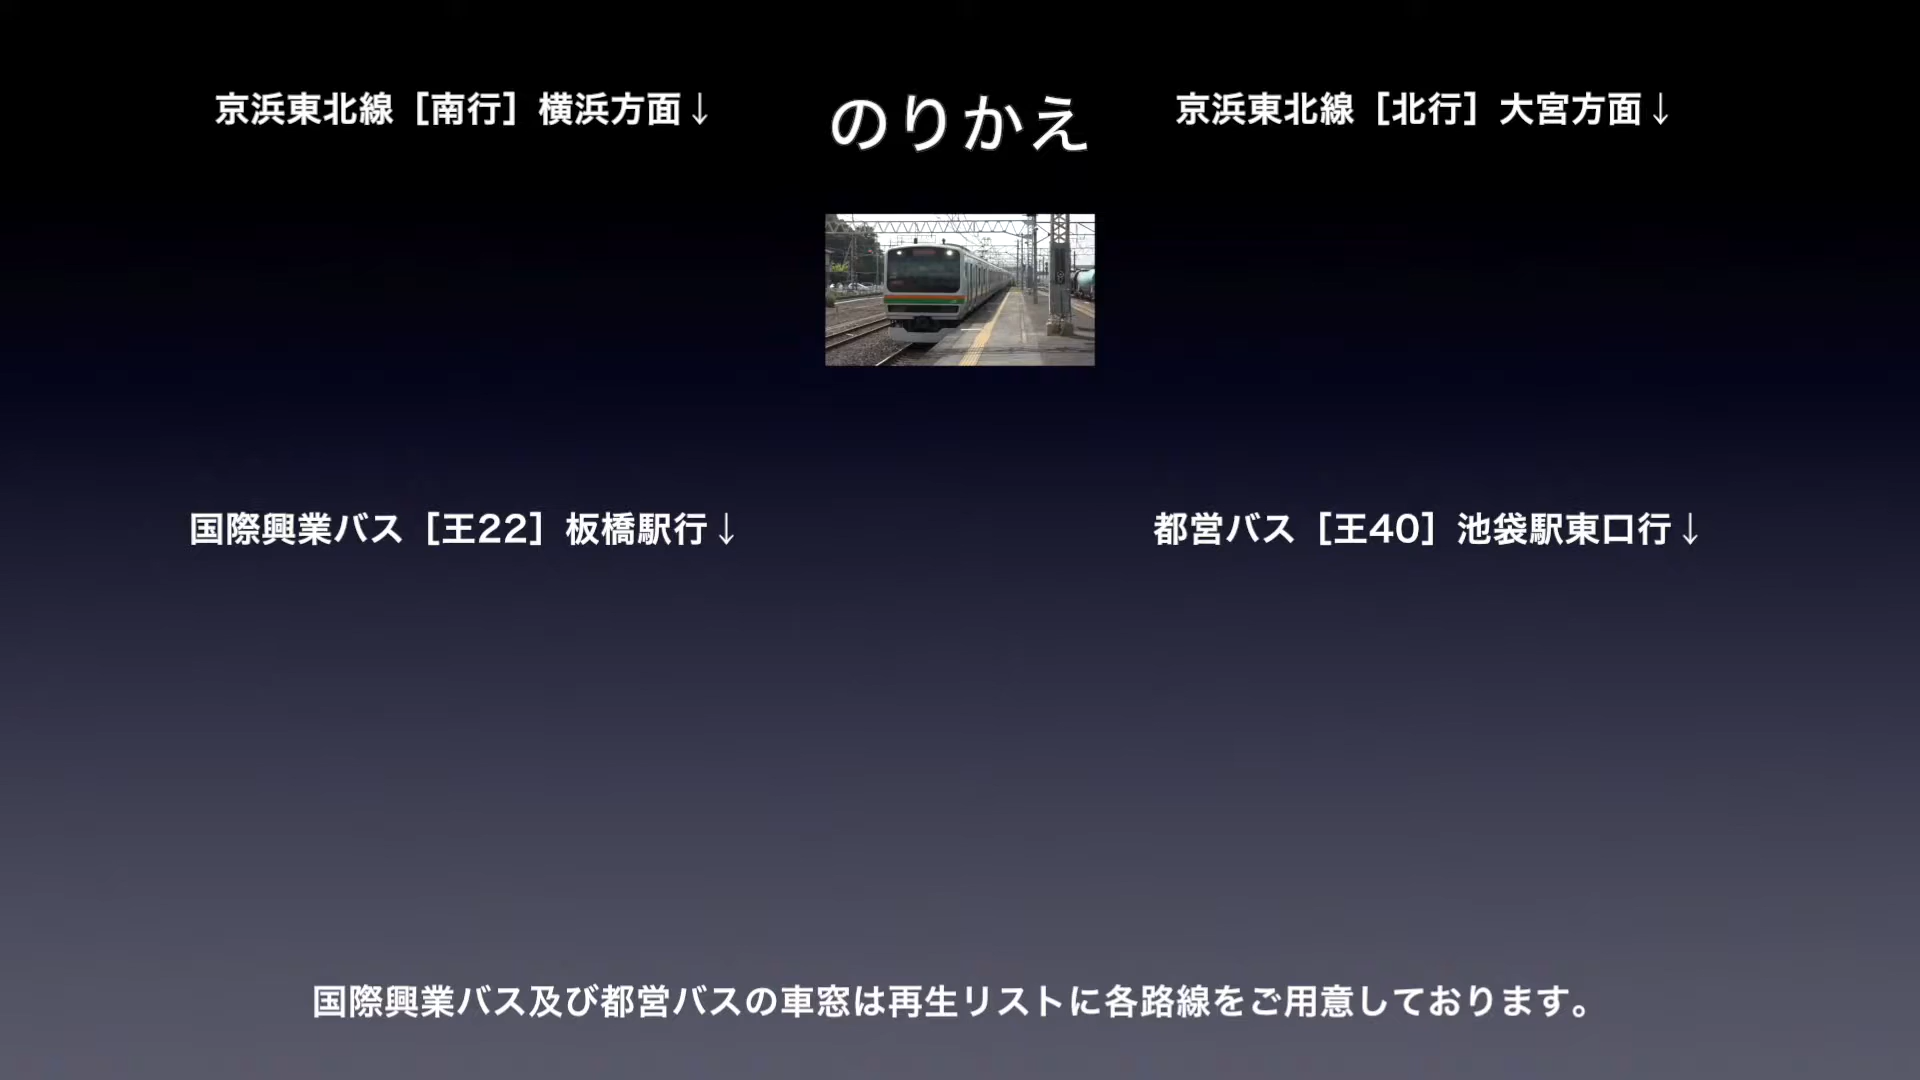 京浜東北線［南行］横浜方面↓
のりかえ
京浜東北線［北行］大宮方面↓
国際興業バス［王22］板橋駅行↓
都営バス［王40］池袋駅東口行↓
国際興業バス及び都営バスの車窓は再生リストに各路線をご用意しております。